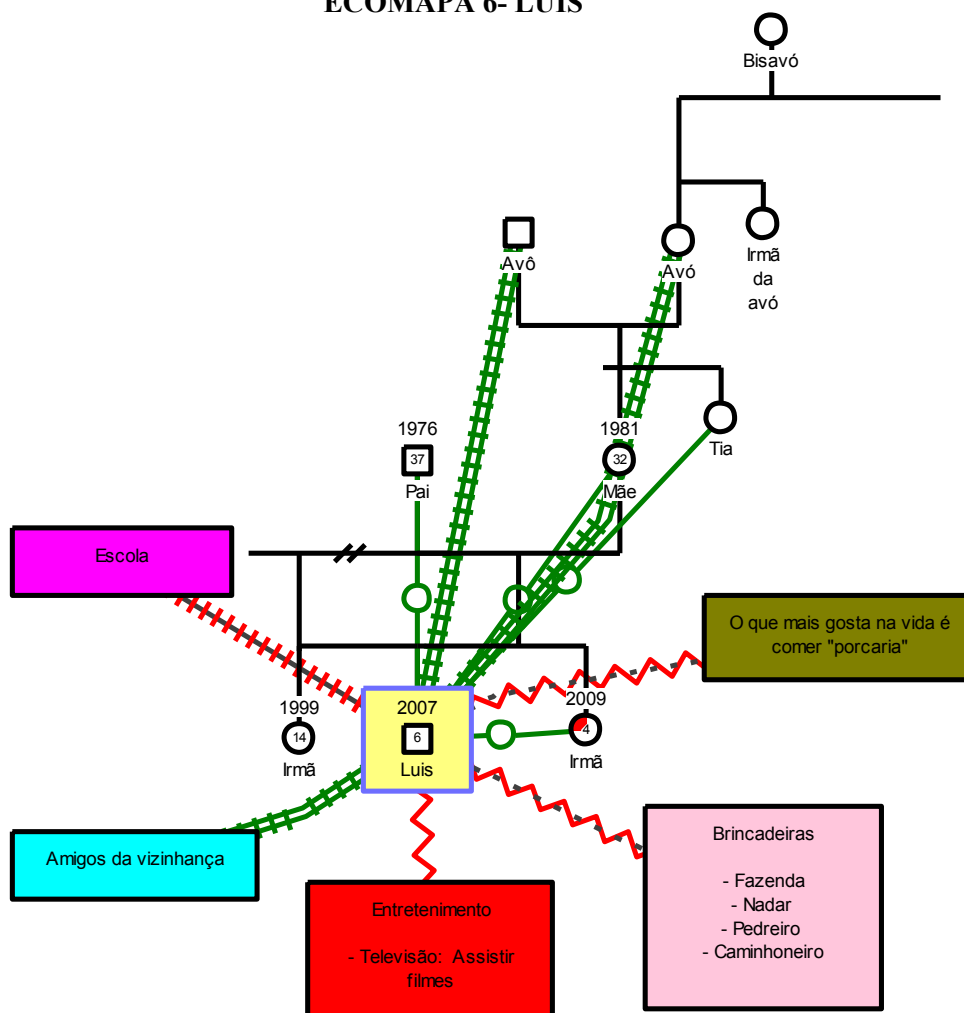 ECOMAPA 6- LUIS
Bisavó
Avô
Avó
Irmã
da
avó
1976
37
Pai
1981
32
Mãe
Tia
Escola
O que mais gosta na vida é
comer "porcaria"
1999
14
Irmã
2007
6
Luis
2009
4
Irmã
Amigos da vizinhança
Entretenimento
- Televisão: Assistir
filmes
Brincadeiras
- Fazenda
- Nadar
- Pedreiro
- Caminhoneiro